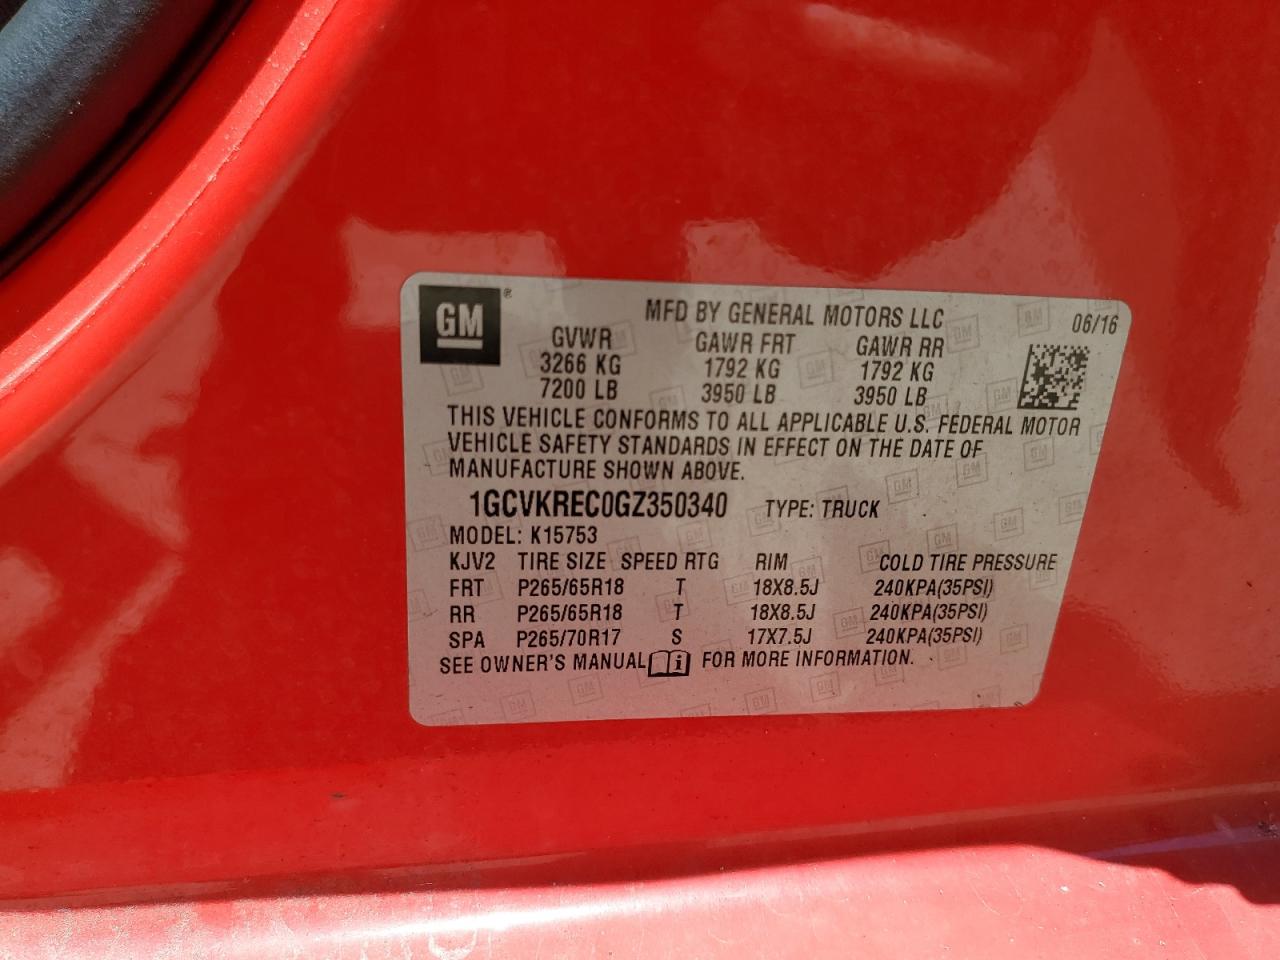 GM®
MFD BY GENERAL MOTORS LLC
06/16
GVWR GAWR FRT GAWR RR
3266 KG 1792 KG 1792 KG
7200 LB 3950 LB 3950 LB
THIS VEHICLE CONFORMS TO ALL APPLICABLE U.S. FEDERAL MOTOR
VEHICLE SAFETY STANDARDS IN EFFECT ON THE DATE OF
MANUFACTURE SHOWN ABOVE.
1GCVKREC0GZ350340 TYPE: TRUCK
MODEL: K15753
KJV2 TIRE SIZE SPEED RTG RIM COLD TIRE PRESSURE
FRT P265/65R18 T 18X8.5J 240KPA(35PSI)
RR P265/65R18 T 18X8.5J 240KPA(35PSI)
SPA P265/70R17 S 17X7.5J 240KPA(35PSI)
SEE OWNER'S MANUAL i FOR MORE INFORMATION.